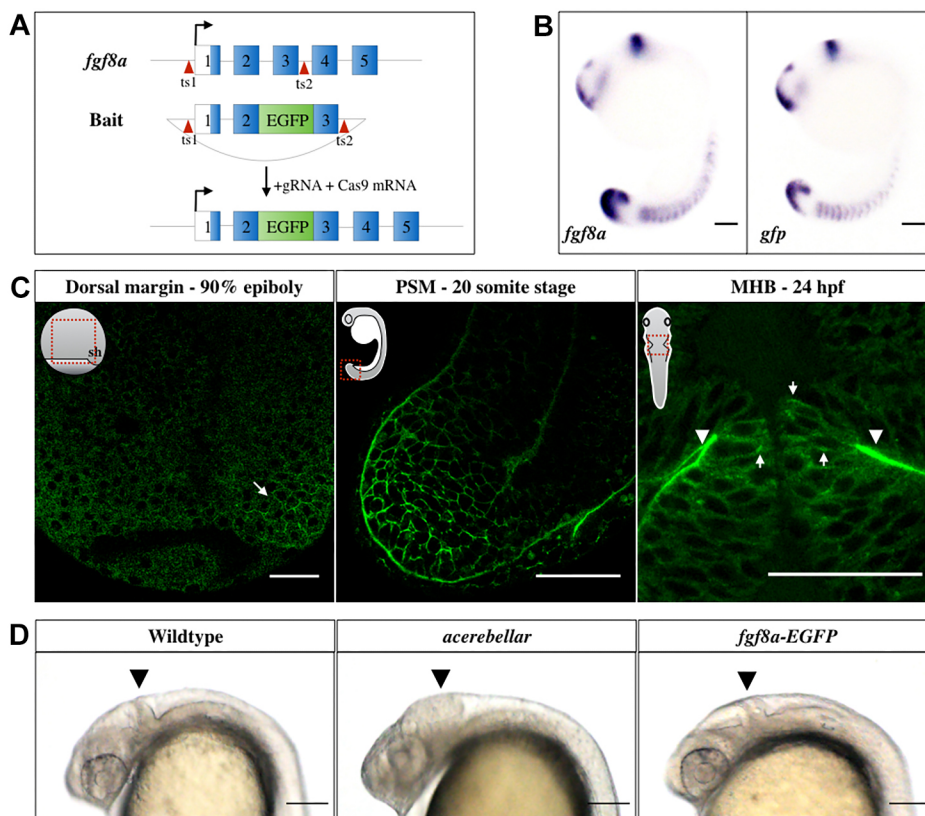 A
fgf8a
1 2 3 4 5
ts1 ts2
Bait
1 2 EGFP 3
ts1 ts2
+gRNA + Cas9 mRNA
1 2 EGFP 3 4 5
B
fgf8a
gfp
C
Dorsal margin - 90% epiboly
sh
PSM - 20 somite stage
MHB - 24 hpf
D
Wildtype
acerebellar
fgf8a-EGFP